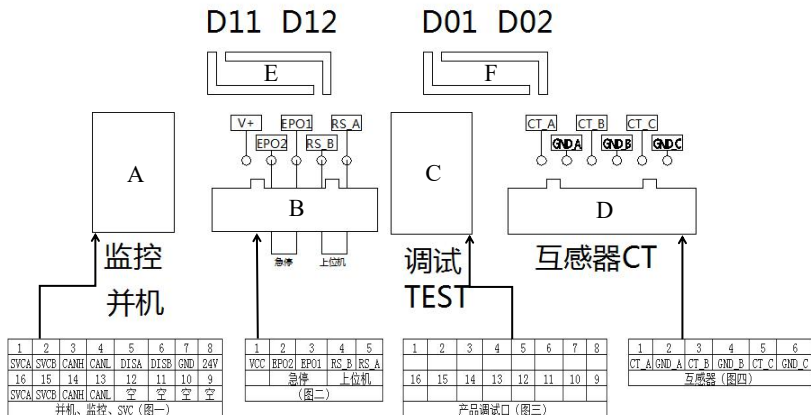 D11 D12 D01 D02
E F
V+ EPO1 RS_A CT_A CT_B CT_C
EPO2 RS_B GND_A GND_B GND_C
A B C D
急停 上位机
监控 调试 互感器CT
并机 TEST
1 2 3 4 5 6 7 8
SVCA SVCB CANH CANL DISA DISB GND 24V
16 15 14 13 12 11 10 9
SVCA SVCB CANH CANL 空 空 空 空
并机、监控、SVC(图一)
1 2 3 4 5
VCC EPO2 EPO1 RS_B RS_A
急停 上位机
(图二)
1 2 3 4 5 6 7 8
16 15 14 13 12 11 10 9
产品调试口(图三)
1 2 3 4 5 6
CT_A GND_A CT_B GND_B CT_C GND_C
互感器(图四)